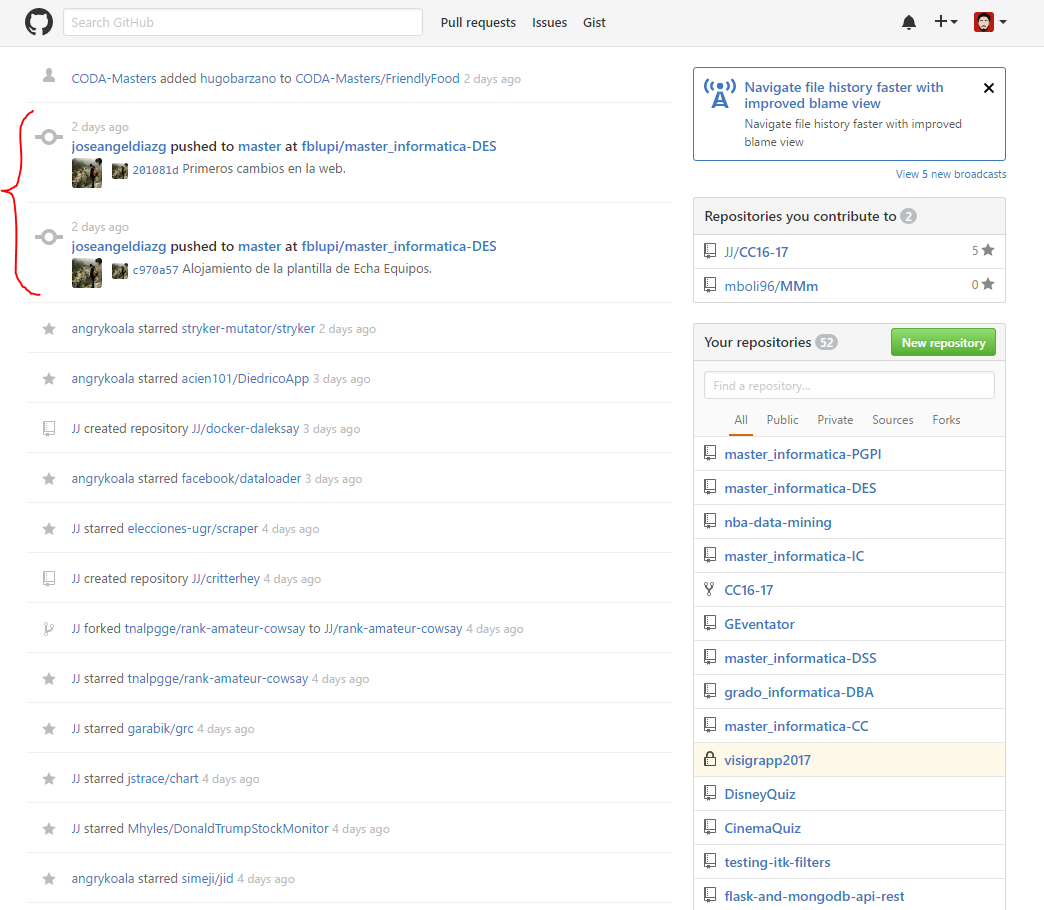 Search GitHub
Pull requests Issues Gist
CODA-Masters added hugobarzano to CODA-Masters/FriendlyFood 2 days ago
2 days ago
joseangeldiazg pushed to master at fblupi/master_informatica-DES
201081d Primeros cambios en la web.
2 days ago
joseangeldiazg pushed to master at fblupi/master_informatica-DES
c970a57 Alojamiento de la plantilla de Echa Equipos.
angrykoala starred stryker-mutator/stryker 2 days ago
angrykoala starred acien101/DiedricoApp 3 days ago
JJ created repository JJ/docker-daleksay 3 days ago
angrykoala starred facebook/dataloader 3 days ago
JJ starred elecciones-ugr/scraper 4 days ago
JJ created repository JJ/critterhey 4 days ago
JJ forked tnalpgge/rank-amateur-cowsay to JJ/rank-amateur-cowsay 4 days ago
JJ starred tnalpgge/rank-amateur-cowsay 4 days ago
JJ starred garabik/grc 4 days ago
JJ starred jstrace/chart 4 days ago
JJ starred Mhyles/DonaldTrumpStockMonitor 4 days ago
angrykoala starred simeji/jid 4 days ago
Navigate file history faster with
improved blame view
Navigate file history faster with improved
blame view
View 5 new broadcasts
Repositories you contribute to 2
JJ/CC16-17 5
mboli96/MMm 0
Your repositories 52 New repository
Find a repository...
All Public Private Sources Forks
master_informatica-PGPI
master_informatica-DES
nba-data-mining
master_informatica-IC
CC16-17
GEventator
master_informatica-DSS
grado_informatica-DBA
master_informatica-CC
visigrapp2017
DisneyQuiz
CinemaQuiz
testing-itk-filters
flask-and-mongodb-api-rest